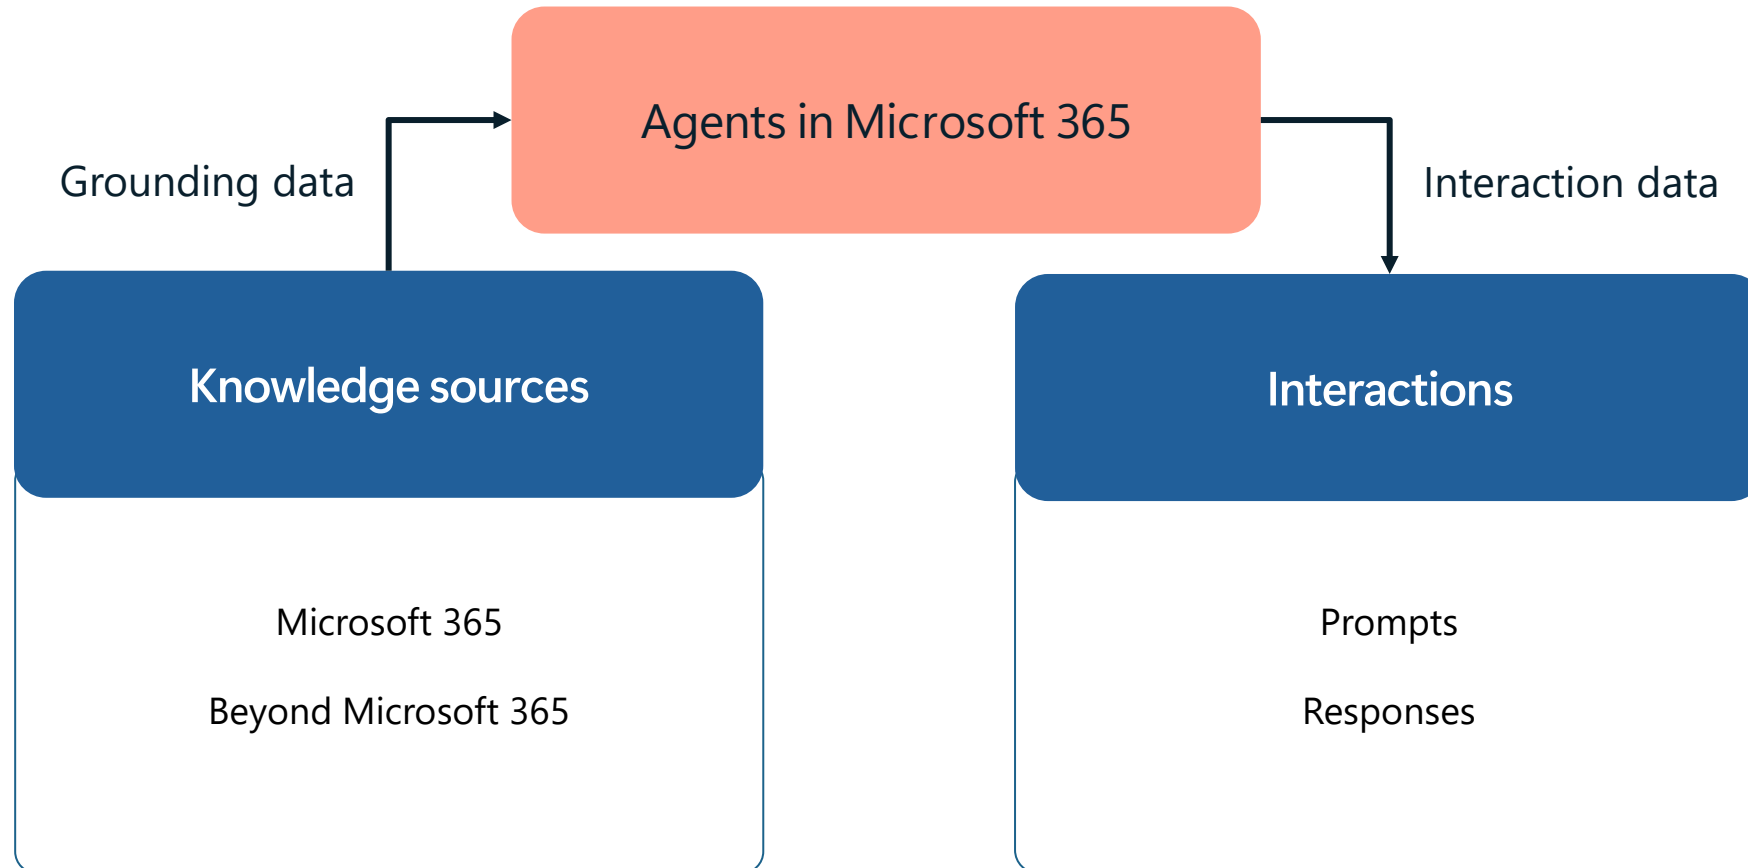 Agents in Microsoft 365
Grounding data
Interaction data
Knowledge sources
Microsoft 365
Beyond Microsoft 365
Interactions
Prompts
Responses